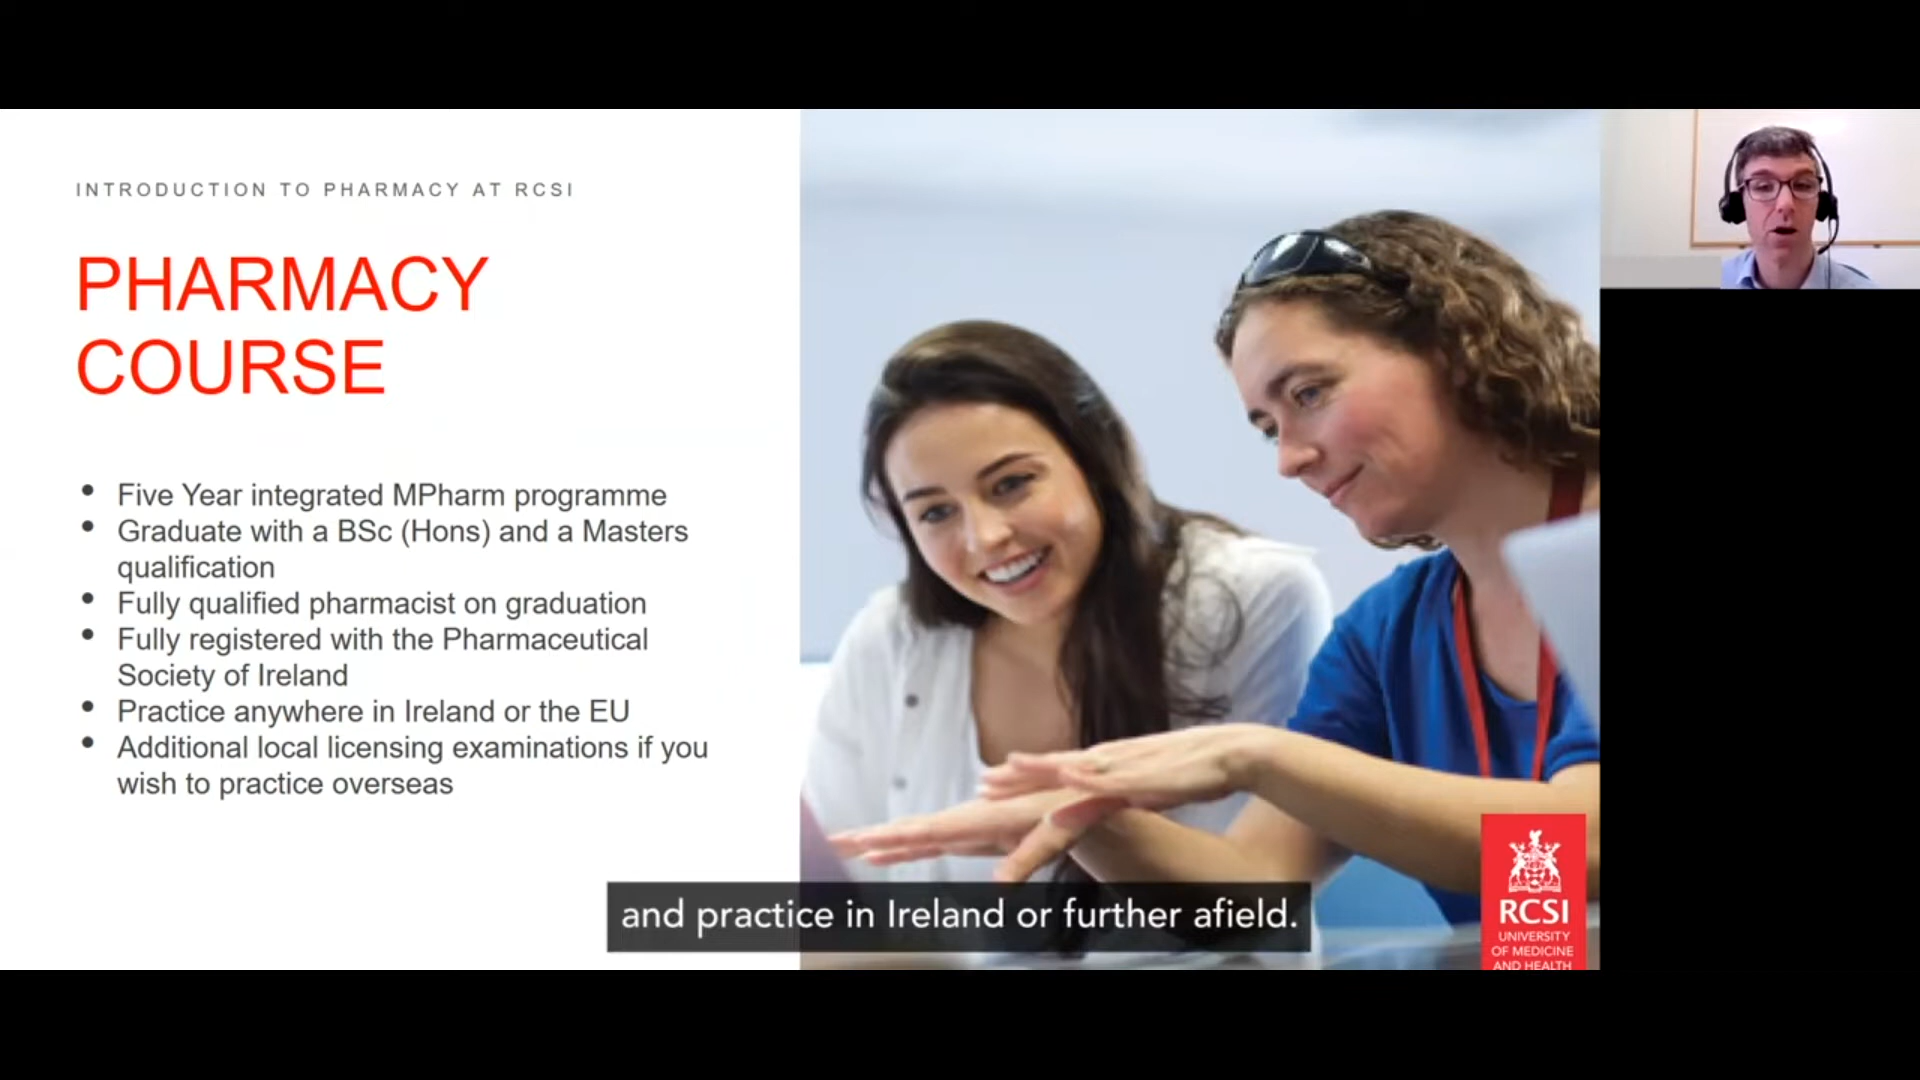 INTRODUCTION TO PHARMACY AT RCSI
PHARMACY
COURSE
• Five Year integrated MPharm programme
• Graduate with a BSc (Hons) and a Masters
qualification
• Fully qualified pharmacist on graduation
• Fully registered with the Pharmaceutical
Society of Ireland
• Practice anywhere in Ireland or the EU
• Additional local licensing examinations if you
wish to practice overseas
and practice in Ireland or further afield.
RCSI
UNIVERSITY
OF MEDICINE
AND HEALTH